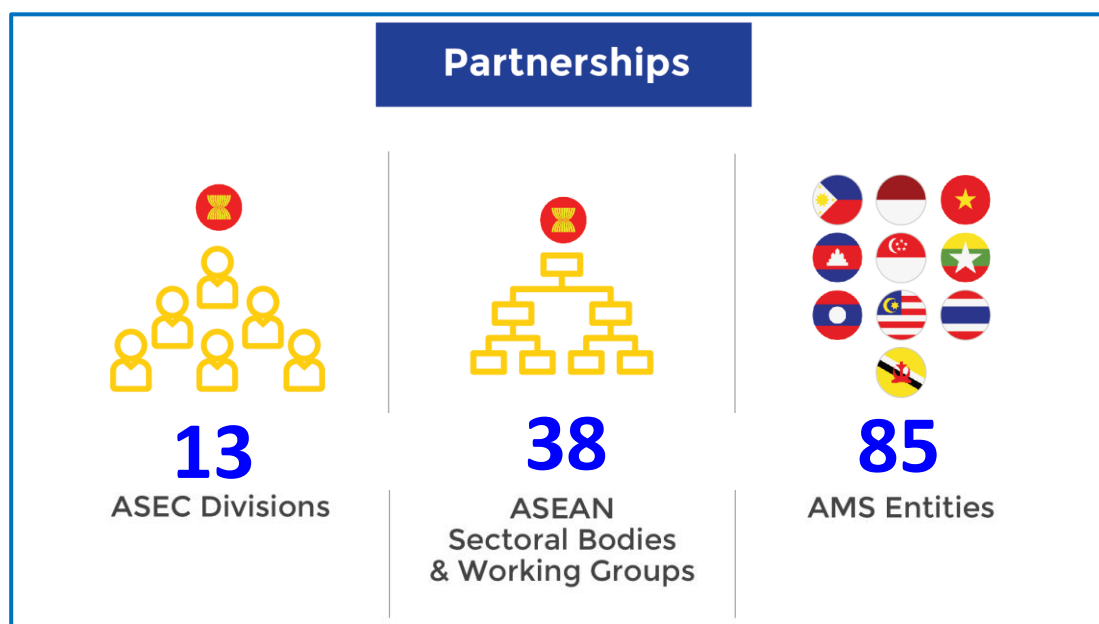 Partnerships
13
ASEC Divisions
38
ASEAN
Sectoral Bodies
& Working Groups
85
AMS Entities